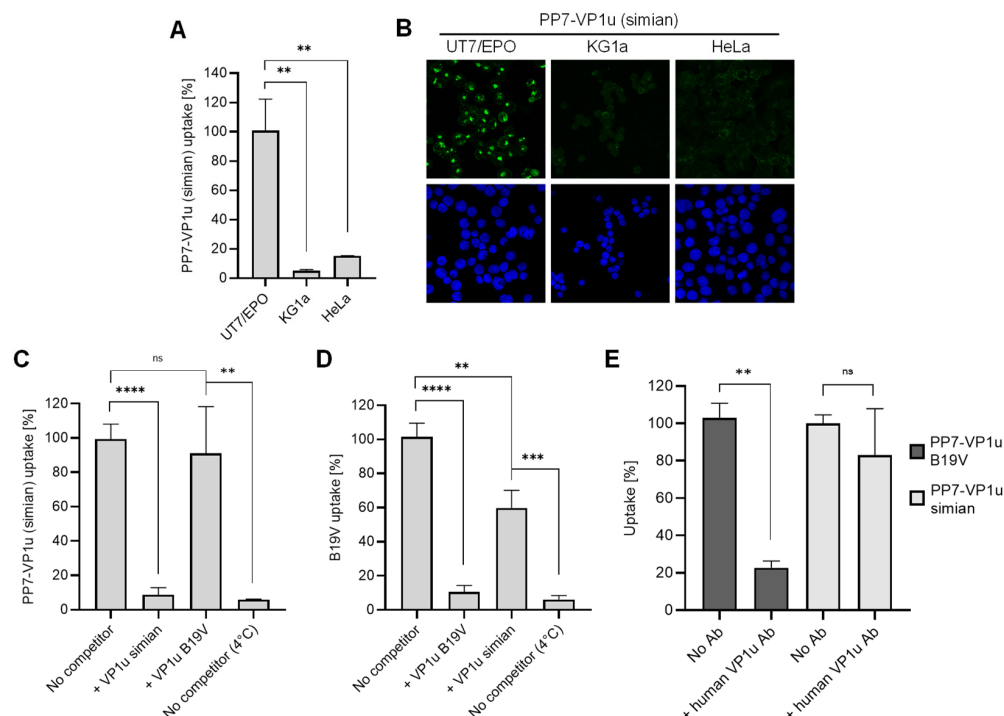 A
PP7-VP1u (simian) uptake [%]
140
120
100
80
60
40
20
0
**
**
UT7/EPO
KG1a
HeLa
B
PP7-VP1u (simian)
UT7/EPO
KG1a
HeLa
C
PP7-VP1u (simian) uptake [%]
120
100
80
60
40
20
0
ns
****
**
No competitor
+ VP1u simian
+ VP1u B19V
No competitor (4°C)
D
B19V uptake [%]
120
100
80
60
40
20
0
**
****
***
No competitor
+ VP1u B19V
+ VP1u simian
No competitor (4°C)
E
Uptake [%]
120
100
80
60
40
20
0
**
ns
No Ab
+ human VP1u Ab
No Ab
+ human VP1u Ab
PP7-VP1u
B19V
PP7-VP1u
simian